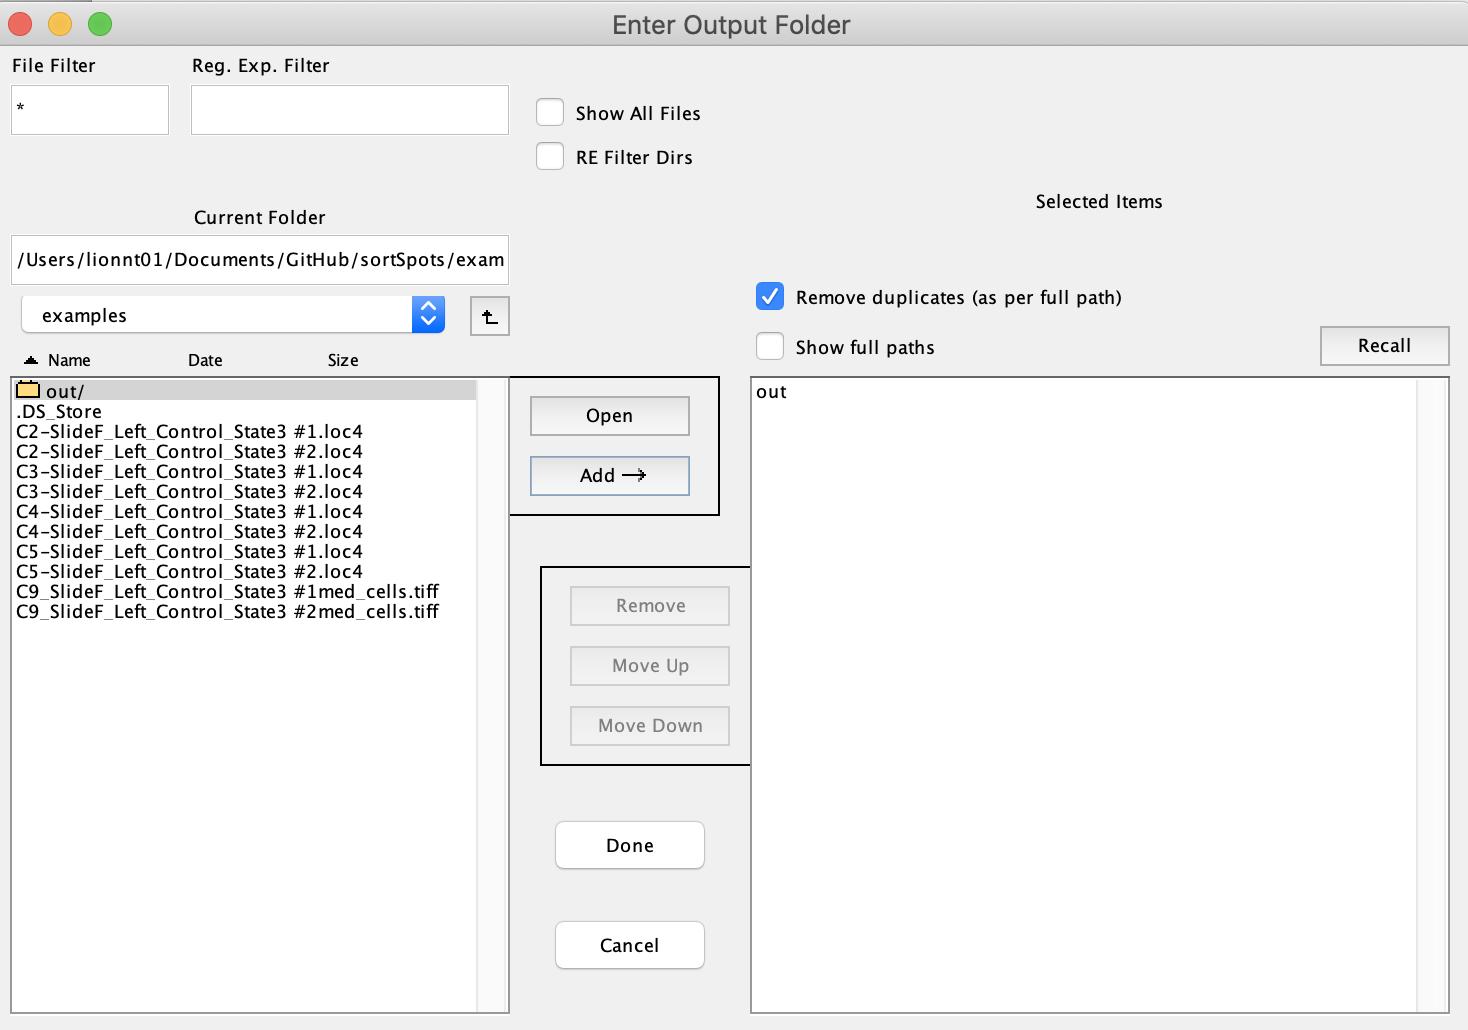 Enter Output Folder
File Filter
Reg. Exp. Filter
*
Show All Files
RE Filter Dirs
Current Folder
Selected Items
/Users/lionnt01/Documents/GitHub/sortSpots/exam
Remove duplicates (as per full path)
examples
Show full paths
Recall
Name Date Size
out/
.DS_Store
C2-SlideF_Left_Control_State3 #1.loc4
C2-SlideF_Left_Control_State3 #2.loc4
C3-SlideF_Left_Control_State3 #1.loc4
C3-SlideF_Left_Control_State3 #2.loc4
C4-SlideF_Left_Control_State3 #1.loc4
C4-SlideF_Left_Control_State3 #2.loc4
C5-SlideF_Left_Control_State3 #1.loc4
C5-SlideF_Left_Control_State3 #2.loc4
C9_SlideF_Left_Control_State3 #1med_cells.tiff
C9_SlideF_Left_Control_State3 #2med_cells.tiff
Open
Add
Remove
Move Up
Move Down
Done
Cancel
out